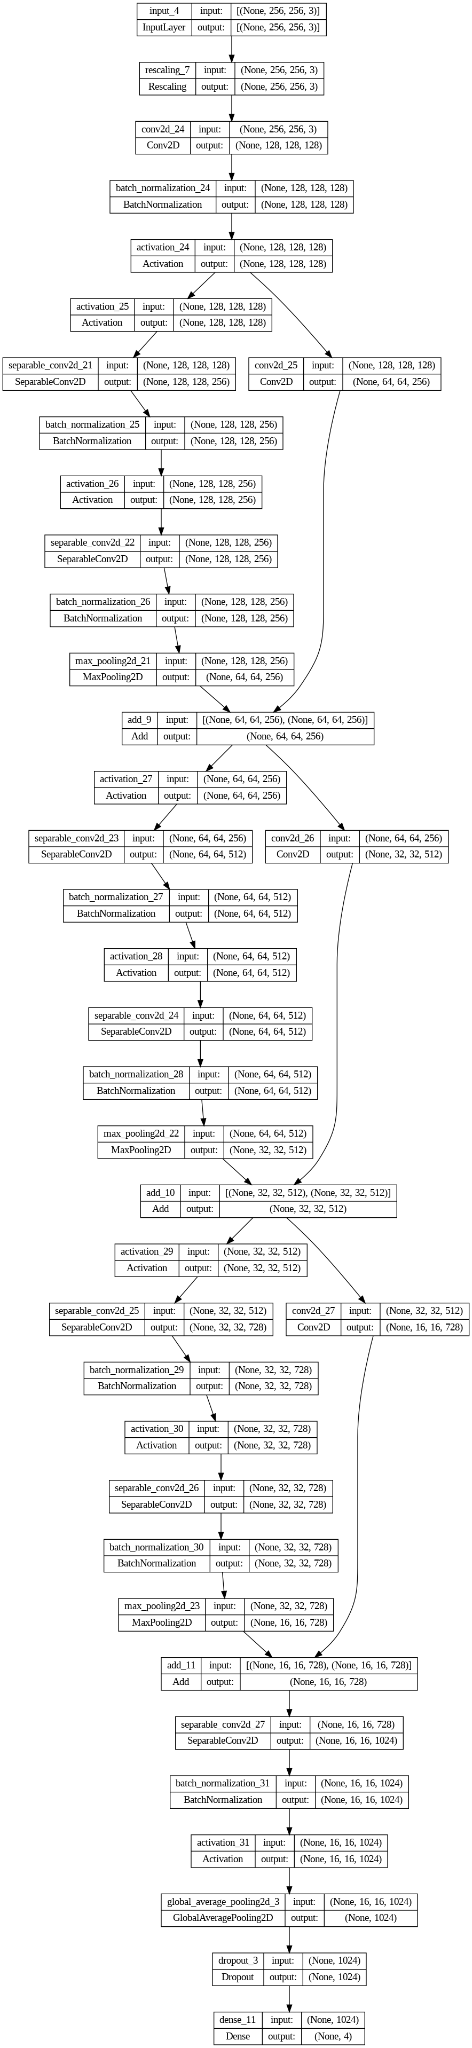 input_4 input: [(None, 256, 256, 3)]
InputLayer output: [(None, 256, 256, 3)]
rescaling_7 input: (None, 256, 256, 3)
Rescaling output: (None, 256, 256, 3)
conv2d_24 input: (None, 256, 256, 3)
Conv2D output: (None, 128, 128, 128)
batch_normalization_24 input: (None, 128, 128, 128)
BatchNormalization output: (None, 128, 128, 128)
activation_24 input: (None, 128, 128, 128)
Activation output: (None, 128, 128, 128)
activation_25 input: (None, 128, 128, 128)
Activation output: (None, 128, 128, 128)
separable_conv2d_21 input: (None, 128, 128, 128)
SeparableConv2D output: (None, 128, 128, 256)
conv2d_25 input: (None, 128, 128, 128)
Conv2D output: (None, 64, 64, 256)
batch_normalization_25 input: (None, 128, 128, 256)
BatchNormalization output: (None, 128, 128, 256)
activation_26 input: (None, 128, 128, 256)
Activation output: (None, 128, 128, 256)
separable_conv2d_22 input: (None, 128, 128, 256)
SeparableConv2D output: (None, 128, 128, 256)
batch_normalization_26 input: (None, 128, 128, 256)
BatchNormalization output: (None, 128, 128, 256)
max_pooling2d_21 input: (None, 128, 128, 256)
MaxPooling2D output: (None, 64, 64, 256)
add_9 input: [(None, 64, 64, 256), (None, 64, 64, 256)]
Add output: (None, 64, 64, 256)
activation_27 input: (None, 64, 64, 256)
Activation output: (None, 64, 64, 256)
separable_conv2d_23 input: (None, 64, 64, 256)
SeparableConv2D output: (None, 64, 64, 512)
conv2d_26 input: (None, 64, 64, 256)
Conv2D output: (None, 32, 32, 512)
batch_normalization_27 input: (None, 64, 64, 512)
BatchNormalization output: (None, 64, 64, 512)
activation_28 input: (None, 64, 64, 512)
Activation output: (None, 64, 64, 512)
separable_conv2d_24 input: (None, 64, 64, 512)
SeparableConv2D output: (None, 64, 64, 512)
batch_normalization_28 input: (None, 64, 64, 512)
BatchNormalization output: (None, 64, 64, 512)
max_pooling2d_22 input: (None, 64, 64, 512)
MaxPooling2D output: (None, 32, 32, 512)
add_10 input: [(None, 32, 32, 512), (None, 32, 32, 512)]
Add output: (None, 32, 32, 512)
activation_29 input: (None, 32, 32, 512)
Activation output: (None, 32, 32, 512)
separable_conv2d_25 input: (None, 32, 32, 512)
SeparableConv2D output: (None, 32, 32, 728)
conv2d_27 input: (None, 32, 32, 512)
Conv2D output: (None, 16, 16, 728)
batch_normalization_29 input: (None, 32, 32, 728)
BatchNormalization output: (None, 32, 32, 728)
activation_30 input: (None, 32, 32, 728)
Activation output: (None, 32, 32, 728)
separable_conv2d_26 input: (None, 32, 32, 728)
SeparableConv2D output: (None, 32, 32, 728)
batch_normalization_30 input: (None, 32, 32, 728)
BatchNormalization output: (None, 32, 32, 728)
max_pooling2d_23 input: (None, 32, 32, 728)
MaxPooling2D output: (None, 16, 16, 728)
add_11 input: [(None, 16, 16, 728), (None, 16, 16, 728)]
Add output: (None, 16, 16, 728)
separable_conv2d_27 input: (None, 16, 16, 728)
SeparableConv2D output: (None, 16, 16, 1024)
batch_normalization_31 input: (None, 16, 16, 1024)
BatchNormalization output: (None, 16, 16, 1024)
activation_31 input: (None, 16, 16, 1024)
Activation output: (None, 16, 16, 1024)
global_average_pooling2d_3 input: (None, 16, 16, 1024)
GlobalAveragePooling2D output: (None, 1024)
dropout_3 input: (None, 1024)
Dropout output: (None, 1024)
dense_11 input: (None, 1024)
Dense output: (None, 4)